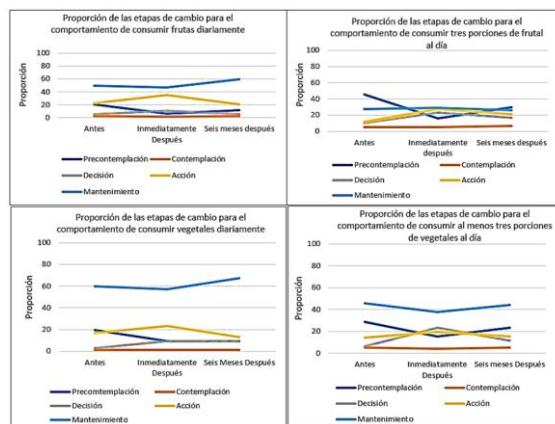 Proporción de las etapas de cambio para el
comportamiento de consumir frutas diariamente
Proporción
100
80
60
40
20
0
Antes
Inmediatamente
Después
Seis meses después
Precontemplación
Contemplación
Decisión
Acción
Mantenimiento
Proporción de las etapas de cambio para el
comportamiento de consumir tres porciones de frutal
al día
Proporción
100
80
60
40
20
0
Antes
Inmediatamente
después
Seis meses después
Precontemplación
Contemplación
Decisión
Acción
Mantenimiento
Proporción de las etapas de cambio para el
comportamiento de consumir vegetales diariamente
Proporción
100
80
60
40
20
0
Antes
Inmediatamente
Después
Seis Meses Después
Precontemplación
Contemplación
Decisión
Acción
Mantenimiento
Proporción de las etapas de cambio para el
comportamiento de consumir al menos tres porciones
de vegetales al día
Proporción
100
80
60
40
20
0
Antes
Inmediatamente
después
Seis meses después
Precontemplación
Contemplación
Decisión
Acción
Mantenimiento